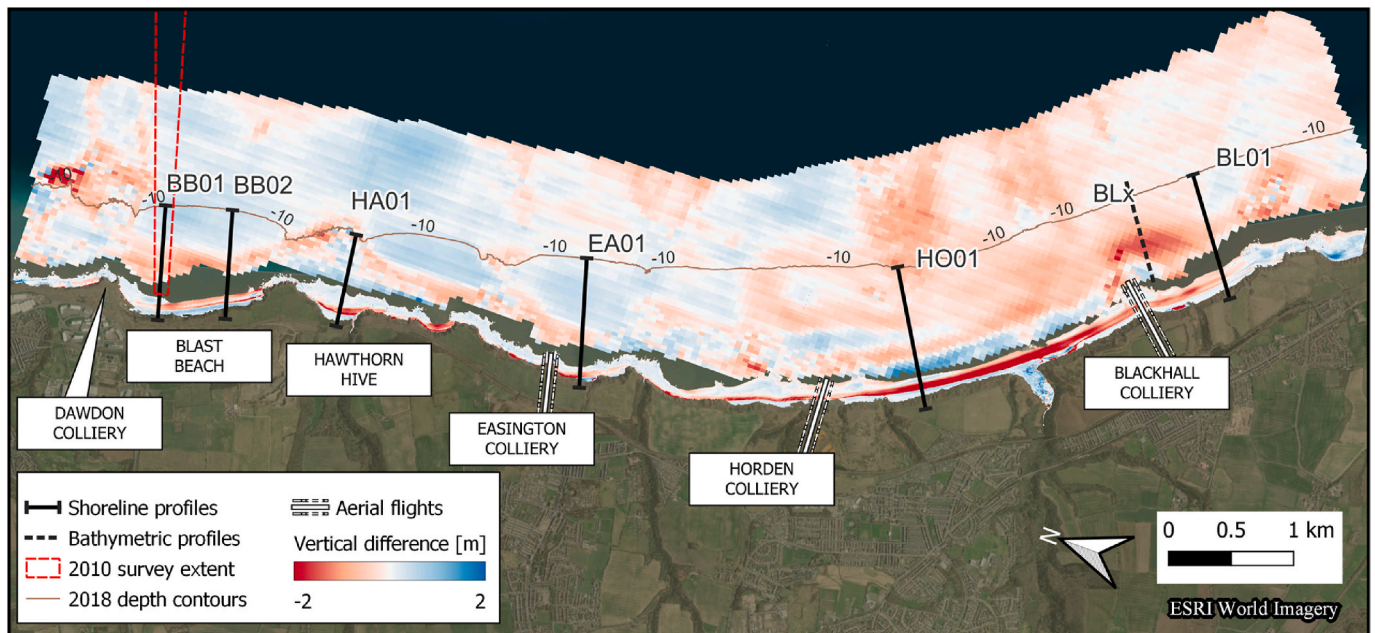 -10
-10
BB01
BB02
-10
HA01
-10
-10
EA01
-10
-10
HO01
-10
-10
BLx
-10
BL01
-10
BLAST
BEACH
HAWTHORN
HIVE
DAWDON
COLLIERY
EASINGTON
COLLIERY
HORDEN
COLLIERY
BLACKHALL
COLLIERY
Shoreline profiles
Bathymetric profiles
2010 survey extent
2018 depth contours
Aerial flights
Vertical difference [m]
-2 2
N
0 0.5 1 km
ESRI World Imagery